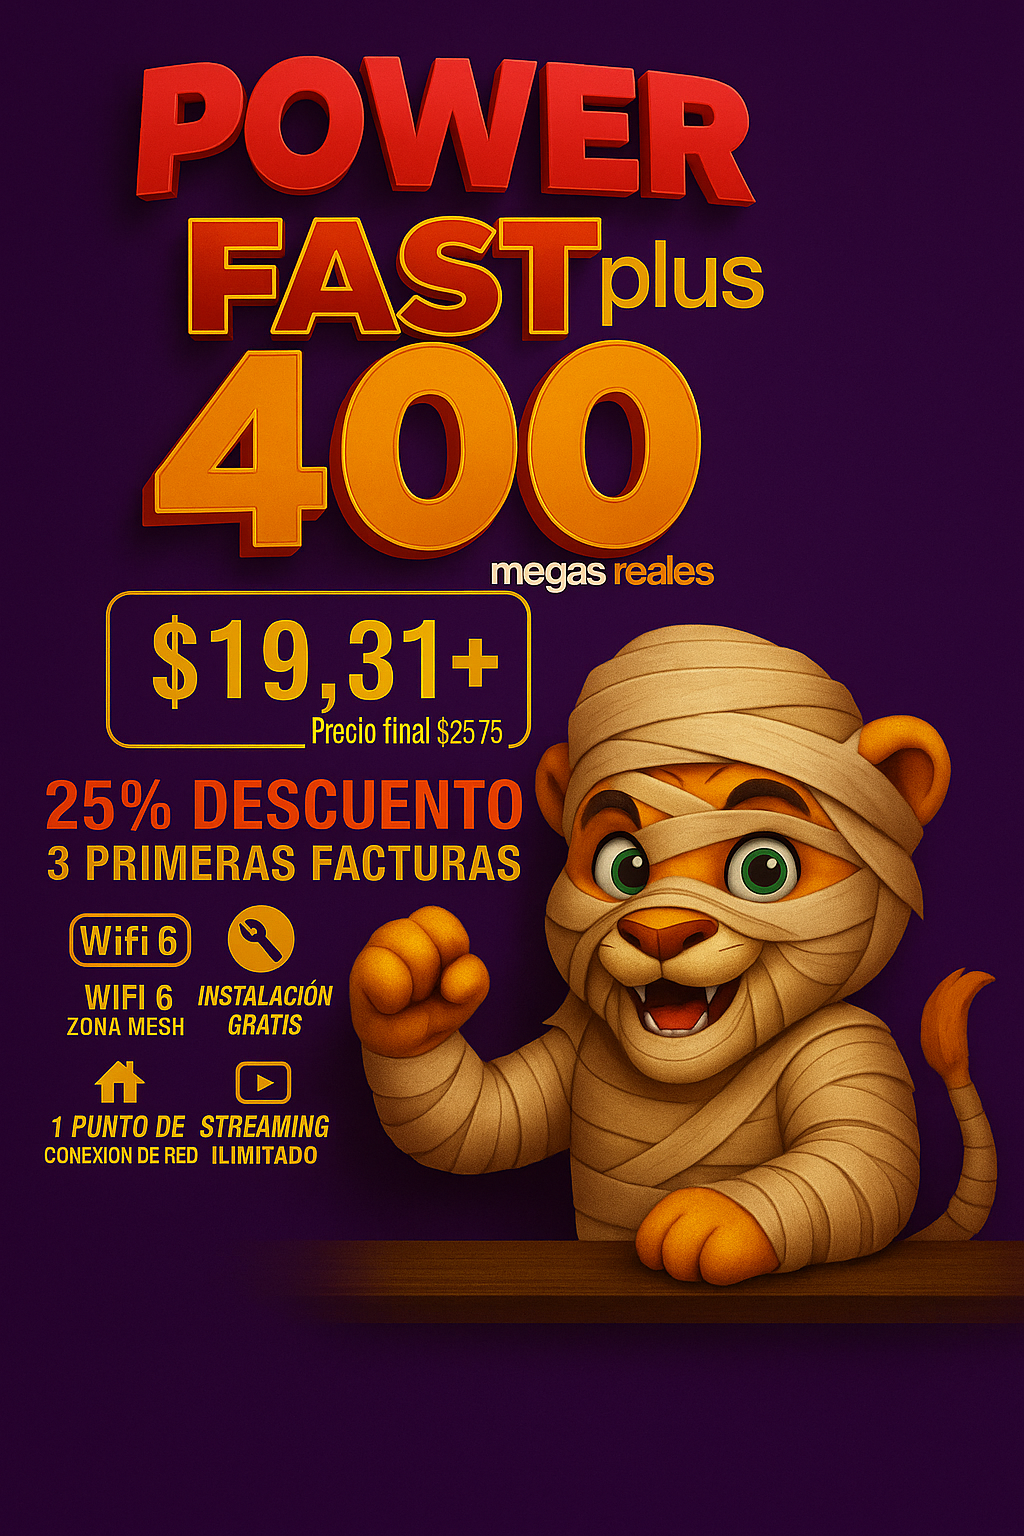 POWER
FAST plus
400
megas reales
$19,31+
Precio final $25 75
25% DESCUENTO
3 PRIMERAS FACTURAS
Wifi 6
WIFI 6
ZONA MESH
INSTALACIÓN
GRATIS
1 PUNTO DE
CONEXION DE RED
STREAMING
ILIMITADO